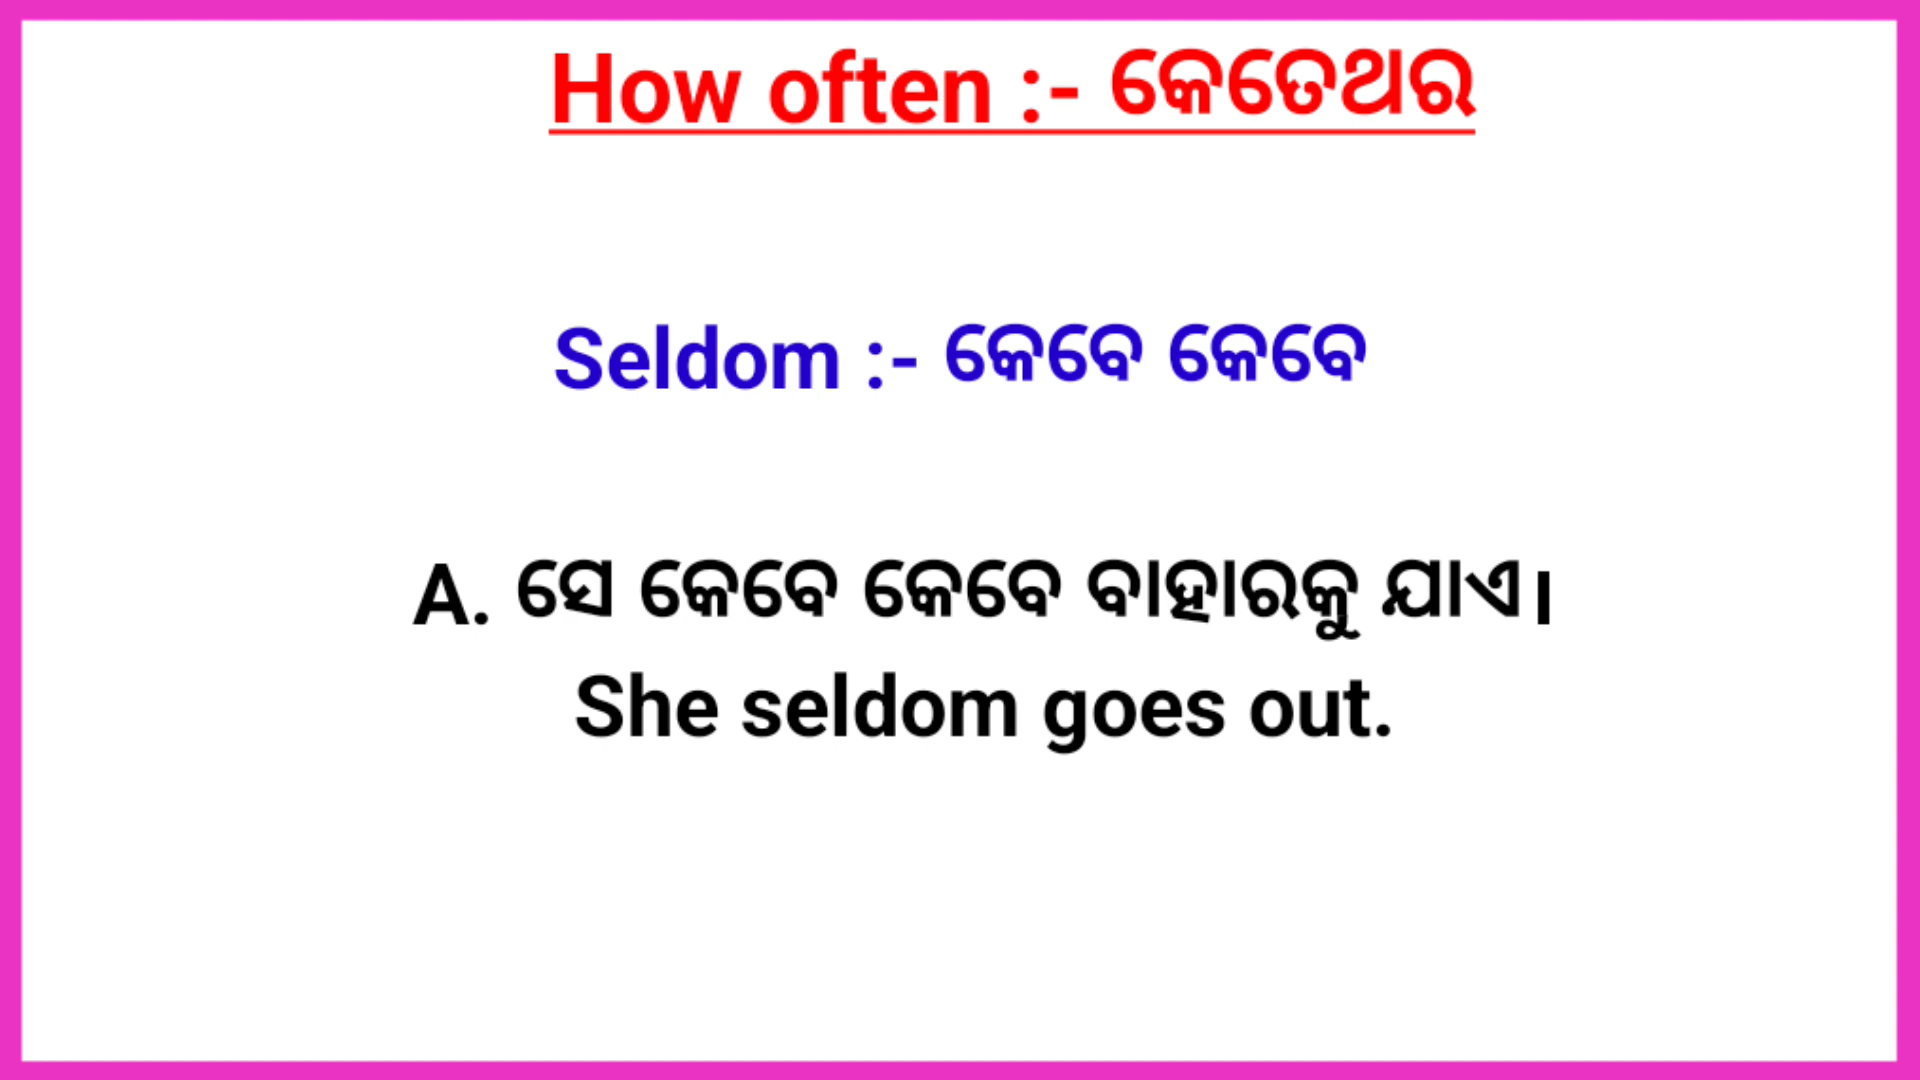 How often :- କେତେଥର
Seldom :- କେବେ କେବେ
A. ସେ କେବେ କେବେ ବାହାରକୁ ଯାଏ।
She seldom goes out.